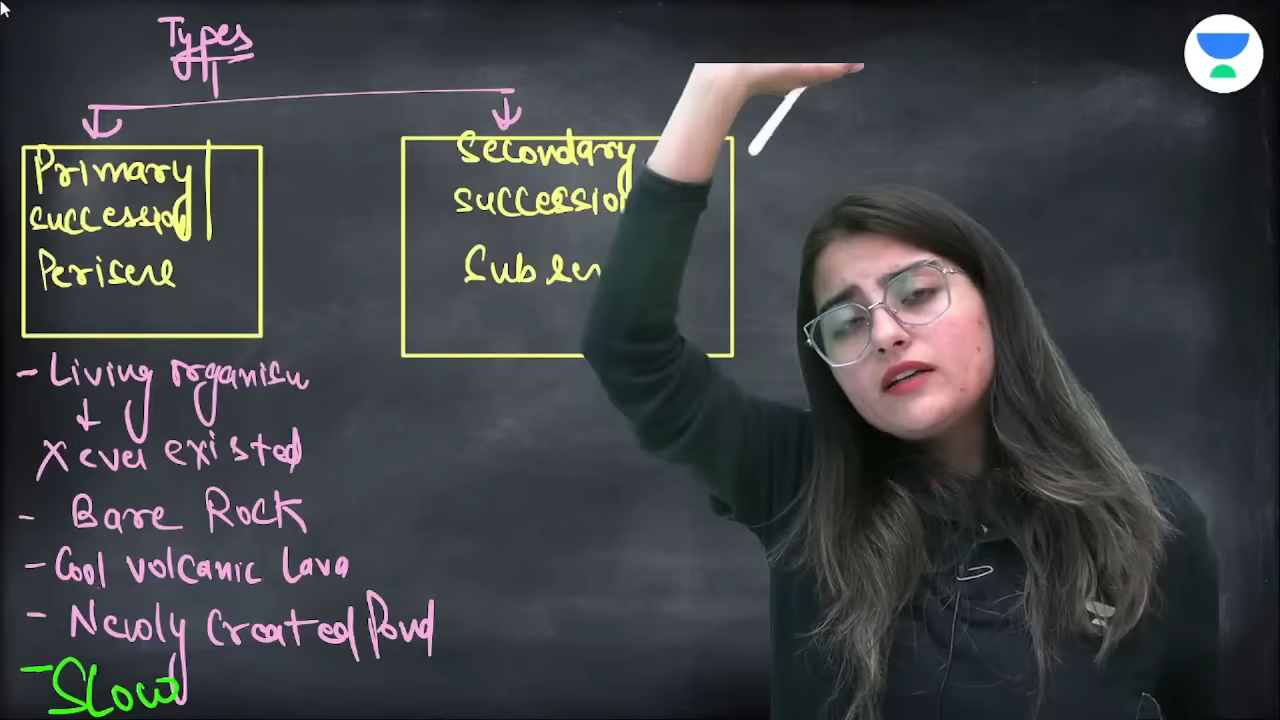 Types
Primary
succession
Perisere
Secondary
succession
Subser
- Living organism
X ever existed
- Bare Rock
- Cool volcanic Lava
- Newly Created Pond
- Slow